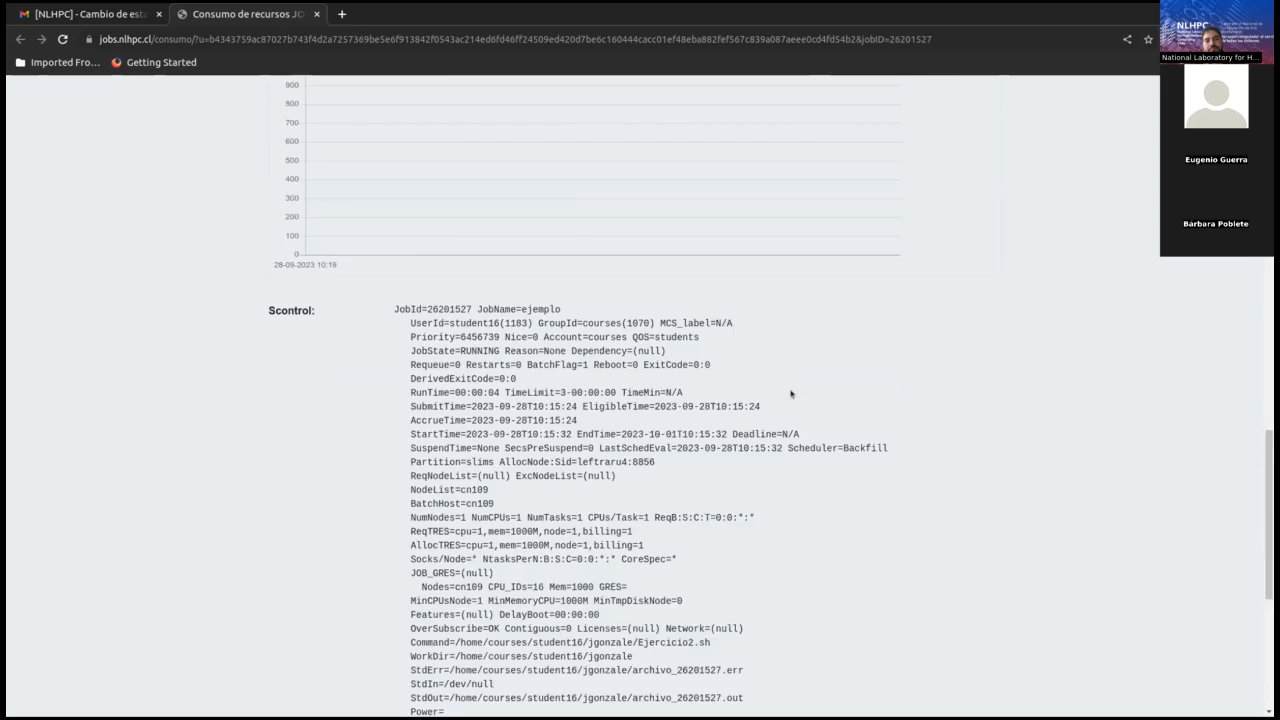 [NLHPC] - Cambio de est
Consumo de recursos JO
jobs.nlhpc.cl/consumo/?u=
&jobID=26201527
Imported Fro...
Getting Started
NLHPC
National Laboratory for H...
Eugenio Guerra
Bárbara Poblete
900
800
700
600
500
400
300
200
100
0
28-09-2023 10:19
Scontrol:
JobId=26201527 JobName=ejemplo
UserId=student16(1183) GroupId=courses(1070) MCS_label=N/A
Priority=6456739 Nice=0 Account=courses QOS=students
JobState=RUNNING Reason=None Dependency=(null)
Requeue=0 Restarts=0 BatchFlag=1 Reboot=0 ExitCode=0:0
DerivedExitCode=0:0
RunTime=00:00:04 TimeLimit=3-00:00:00 TimeMin=N/A
SubmitTime=2023-09-28T10:15:24 EligibleTime=2023-09-28T10:15:24
AccrueTime=2023-09-28T10:15:24
StartTime=2023-09-28T10:15:32 EndTime=2023-10-01T10:15:32 Deadline=N/A
SuspendTime=None SecsPreSuspend=0 LastSchedEval=2023-09-28T10:15:32 Scheduler=Backfill
Partition=slims AllocNode:Sid=leftraru4:8856
ReqNodeList=(null) ExcNodeList=(null)
NodeList=cn109
BatchHost=cn109
NumNodes=1 NumCPUs=1 NumTasks=1 CPUs/Task=1 ReqB:S:C:T=0:0:*:*
ReqTRES=cpu=1,mem=1000M,node=1,billing=1
AllocTRES=cpu=1,mem=1000M,node=1,billing=1
Socks/Node=* NtasksPerN:B:S:C=0:0:*:* CoreSpec=*
JOB_GRES=(null)
Nodes=cn109 CPU_IDs=16 Mem=1000 GRES=
MinCPUsNode=1 MinMemoryCPU=1000M MinTmpDiskNode=0
Features=(null) DelayBoot=00:00:00
OverSubscribe=OK Contiguous=0 Licenses=(null) Network=(null)
Command=/home/courses/student16/jgonzale/Ejercicio2.sh
WorkDir=/home/courses/student16/jgonzale
StdErr=/home/courses/student16/jgonzale/archivo_26201527.err
StdIn=/dev/null
StdOut=/home/courses/student16/jgonzale/archivo_26201527.out
Power=